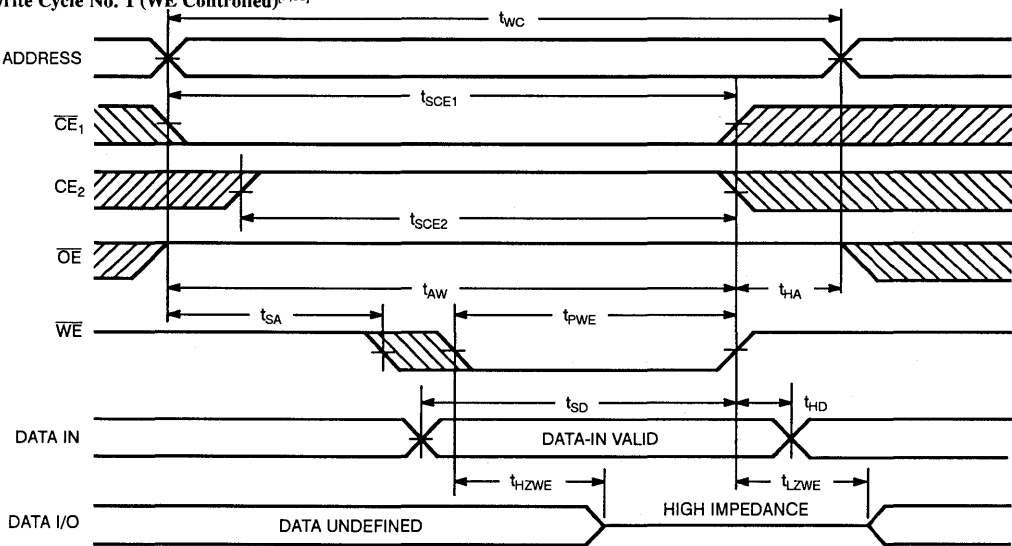 Write Cycle No. 1 (WE Controlled)
tWC
ADDRESS
tSCE1
CE1
CE2
tSCE2
OE
tAW
tHA
tSA
tPWE
WE
tSD
tHD
DATA IN
DATA-IN VALID
tHZWE
tLZWE
HIGH IMPEDANCE
DATA I/O
DATA UNDEFINED